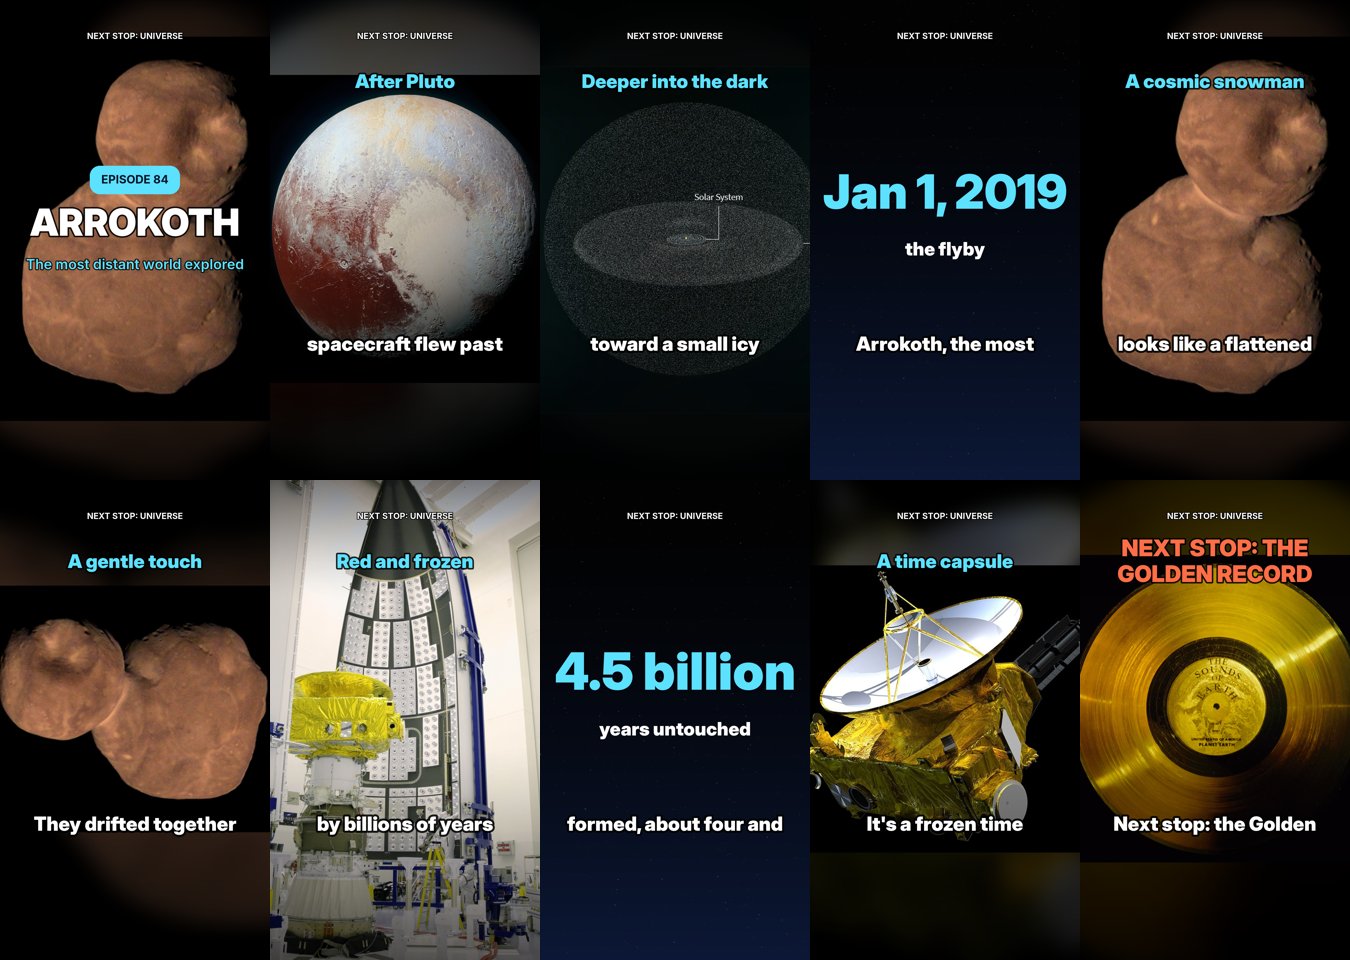 NEXT STOP: UNIVERSE
EPISODE 84
ARROKOTH
The most distant world explored
NEXT STOP: UNIVERSE
After Pluto
spacecraft flew past
NEXT STOP: UNIVERSE
Deeper into the dark
Solar System
toward a small icy
NEXT STOP: UNIVERSE
Jan 1, 2019
the flyby
Arrokoth, the most
NEXT STOP: UNIVERSE
A cosmic snowman
looks like a flattened
NEXT STOP: UNIVERSE
A gentle touch
They drifted together
NEXT STOP: UNIVERSE
Red and frozen
by billions of years
NEXT STOP: UNIVERSE
4.5 billion
years untouched
formed, about four and
NEXT STOP: UNIVERSE
A time capsule
It's a frozen time
NEXT STOP: UNIVERSE
NEXT STOP: THE
GOLDEN RECORD
THE
SOUNDS
OF
EARTH
UNITED STATES OF AMERICA
PLANET EARTH
Next stop: the Golden